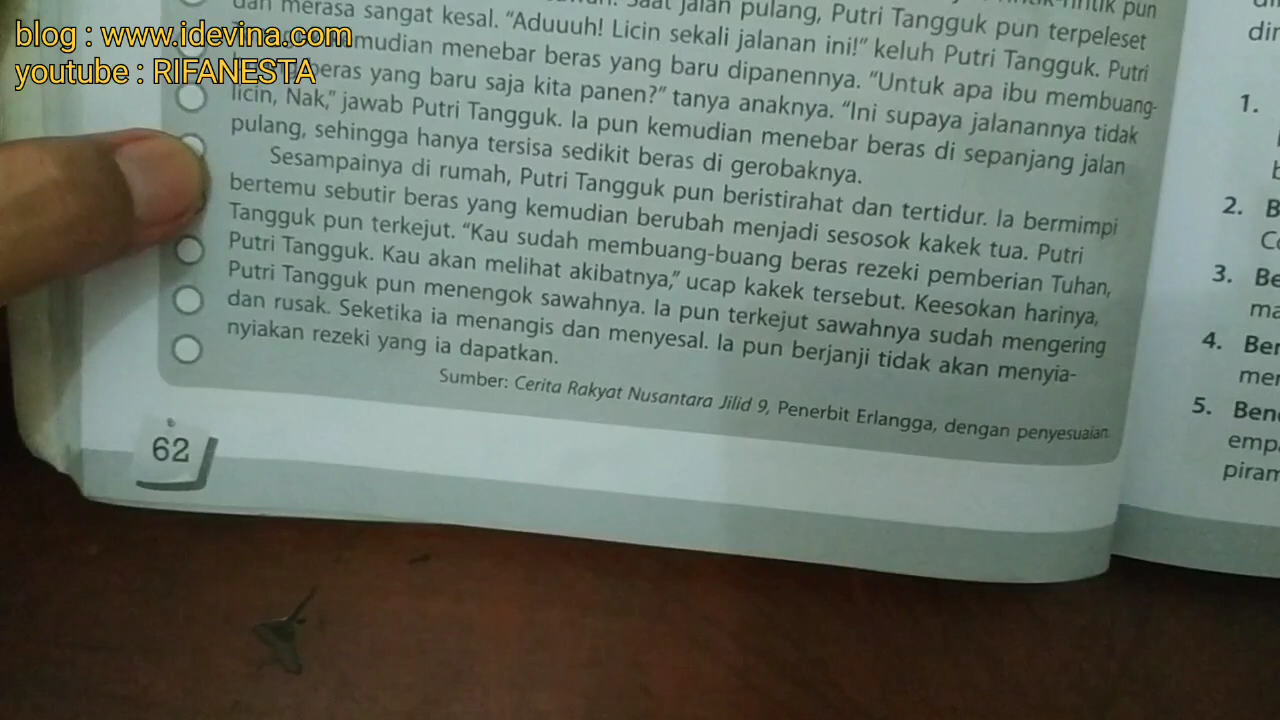 blog : www.idevina.com
youtube : RIFANESTA
pun
Saat jalan pulang, Putri Tangguk pun terpeleset
dan merasa sangat kesal. “Aduuuh! Licin sekali jalanan ini!” keluh Putri Tangguk. Putri
mudian menebar beras yang baru dipanennya. “Untuk apa ibu membuang-
beras yang baru saja kita panen?” tanya anaknya. “Ini supaya jalanannya tidak
licin, Nak,” jawab Putri Tangguk. Ia pun kemudian menebar beras di sepanjang jalan
pulang, sehingga hanya tersisa sedikit beras di gerobaknya.
Sesampainya di rumah, Putri Tangguk pun beristirahat dan tertidur. Ia bermimpi
bertemu sebutir beras yang kemudian berubah menjadi sesosok kakek tua. Putri
Tangguk pun terkejut. “Kau sudah membuang-buang beras rezeki pemberian Tuhan,
Putri Tangguk. Kau akan melihat akibatnya,” ucap kakek tersebut. Keesokan harinya,
Putri Tangguk pun menengok sawahnya. Ia pun terkejut sawahnya sudah mengering
dan rusak. Seketika ia menangis dan menyesal. Ia pun berjanji tidak akan menyia-
nyiakan rezeki yang ia dapatkan.
Sumber: Cerita Rakyat Nusantara Jilid 9, Penerbit Erlangga, dengan penyesuaian
62
dir
1.
2. B
3. Be
ma
4. Ber
mer
5. Ben
emp
piram